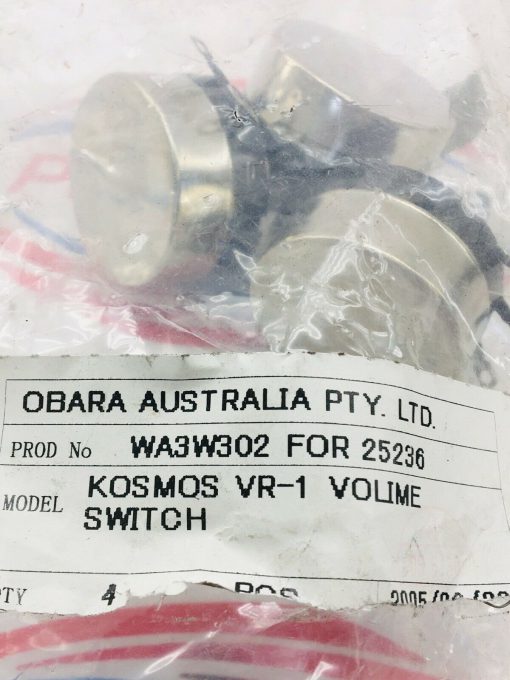 OBARA AUSTRALIA PTY. LTD.
PROD No WA3W302 FOR 25236
MODEL KOSMOS VR-1 VOLIME
SWITCH
4